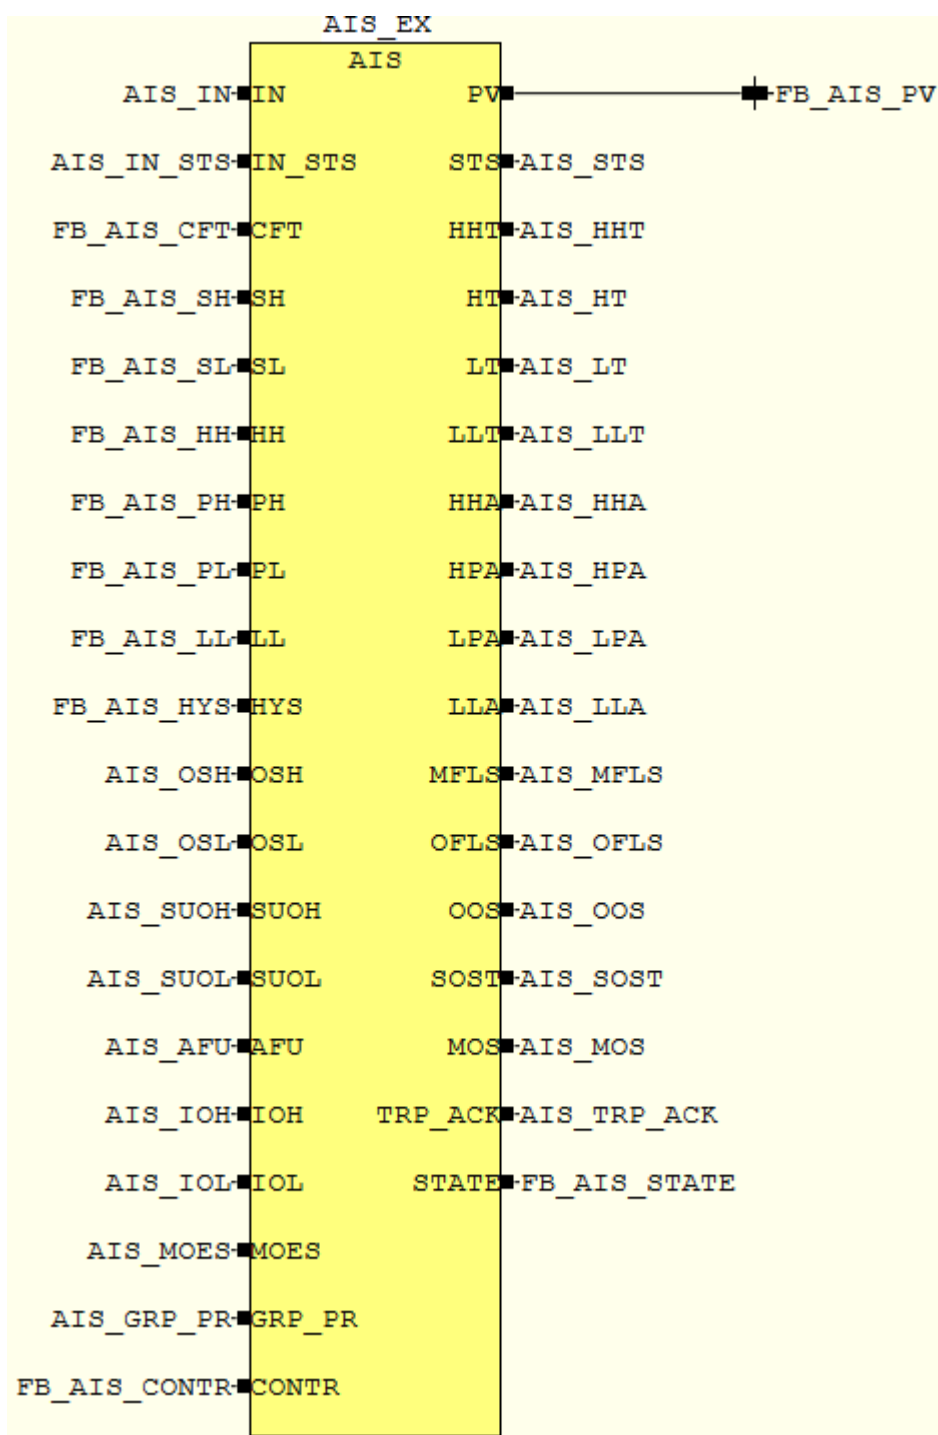 AIS_EX
AIS
AIS_IN IN PV FB_AIS_PV
AIS_IN_STS IN_STS STS AIS_STS
FB_AIS_CFT CFT HHT AIS_HHT
FB_AIS_SH SH HT AIS_HT
FB_AIS_SL SL LT AIS_LT
FB_AIS_HH HH LLT AIS_LLT
FB_AIS_PH PH HHA AIS_HHA
FB_AIS_PL PL HPA AIS_HPA
FB_AIS_LL LL LPA AIS_LPA
FB_AIS_HYS HYS LLA AIS_LLA
AIS_OSH OSH MFLS AIS_MFLS
AIS_OSL OSL OFLS AIS_OFLS
AIS_SUOH SUOH OOS AIS_OOS
AIS_SUOL SUOL SOST AIS_SOST
AIS_AFU AFU MOS AIS_MOS
AIS_IOH IOH TRP_ACK AIS_TRP_ACK
AIS_IOL IOL STATE FB_AIS_STATE
AIS_MOES MOES
AIS_GRP_PR GRP_PR
FB_AIS_CONTR CONTR